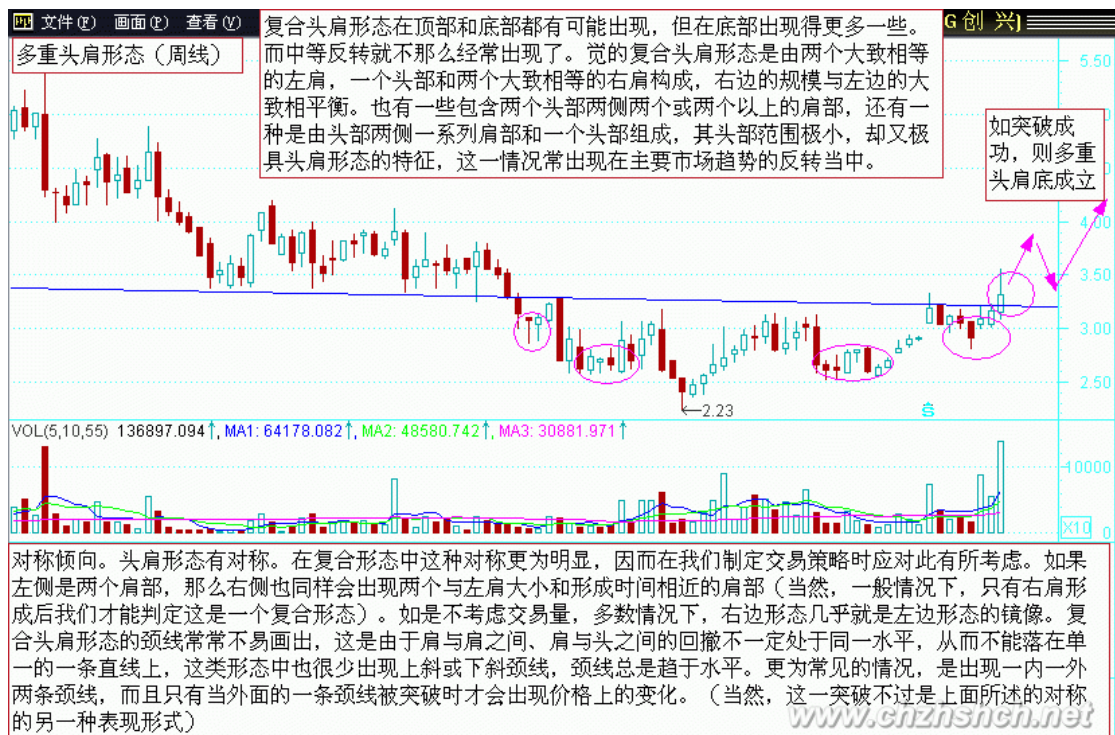 文件(F) 画面(P) 查看(V)
G创 兴]
多重头肩形态（周线）
复合头肩形态在顶部和底部都有可能出现，但在底部出现得更多一些。
而中等反转就不那么经常出现了。觉的复合头肩形态是由两个大致相等
的左肩，一个头部和两个大致相等的右肩构成，右边的规模与左边的大
致相平衡。也有一些包含两个头部两侧两个或两个以上的肩部，还有一
种是由头部两侧一系列肩部和一个头部组成，其头部范围极小，却又极
具头肩形态的特征，这一情况常出现在主要市场趋势的反转当中。
如突破成
功，则多重
头肩底成立
5.50
4.00
3.50
3.00
2.50
←2.23
Ŝ
VOL(5,10,55) 136897.094↑, MA1: 64178.082↑, MA2: 48580.742↑, MA3: 30881.971↑
10000
X10
0
对称倾向。头肩形态有对称。在复合形态中这种对称更为明显，因而在我们制定交易策略时应对此有所考虑。如果
左侧是两个肩部，那么右侧也同样会出现两个与左肩大小和形成时间相近的肩部（当然，一般情况下，只有右肩形
成后我们才能判定这是一个复合形态）。如是不考虑交易量，多数情况下，右边形态几乎就是左边形态的镜像。复
合头肩形态的颈线常常不易画出，这是由于肩与肩之间、肩与头之间的回撤不一定处于同一水平，从而不能落在单
一的一条直线上，这类形态中也很少出现上斜或下斜颈线，颈线总是趋于水平。更为常见的情况，是出现一内一外
两条颈线，而且只有当外面的一条颈线被突破时才会出现价格上的变化。（当然，这一突破不过是上面所述的对称
的另一种表现形式）
www.chznshch.net